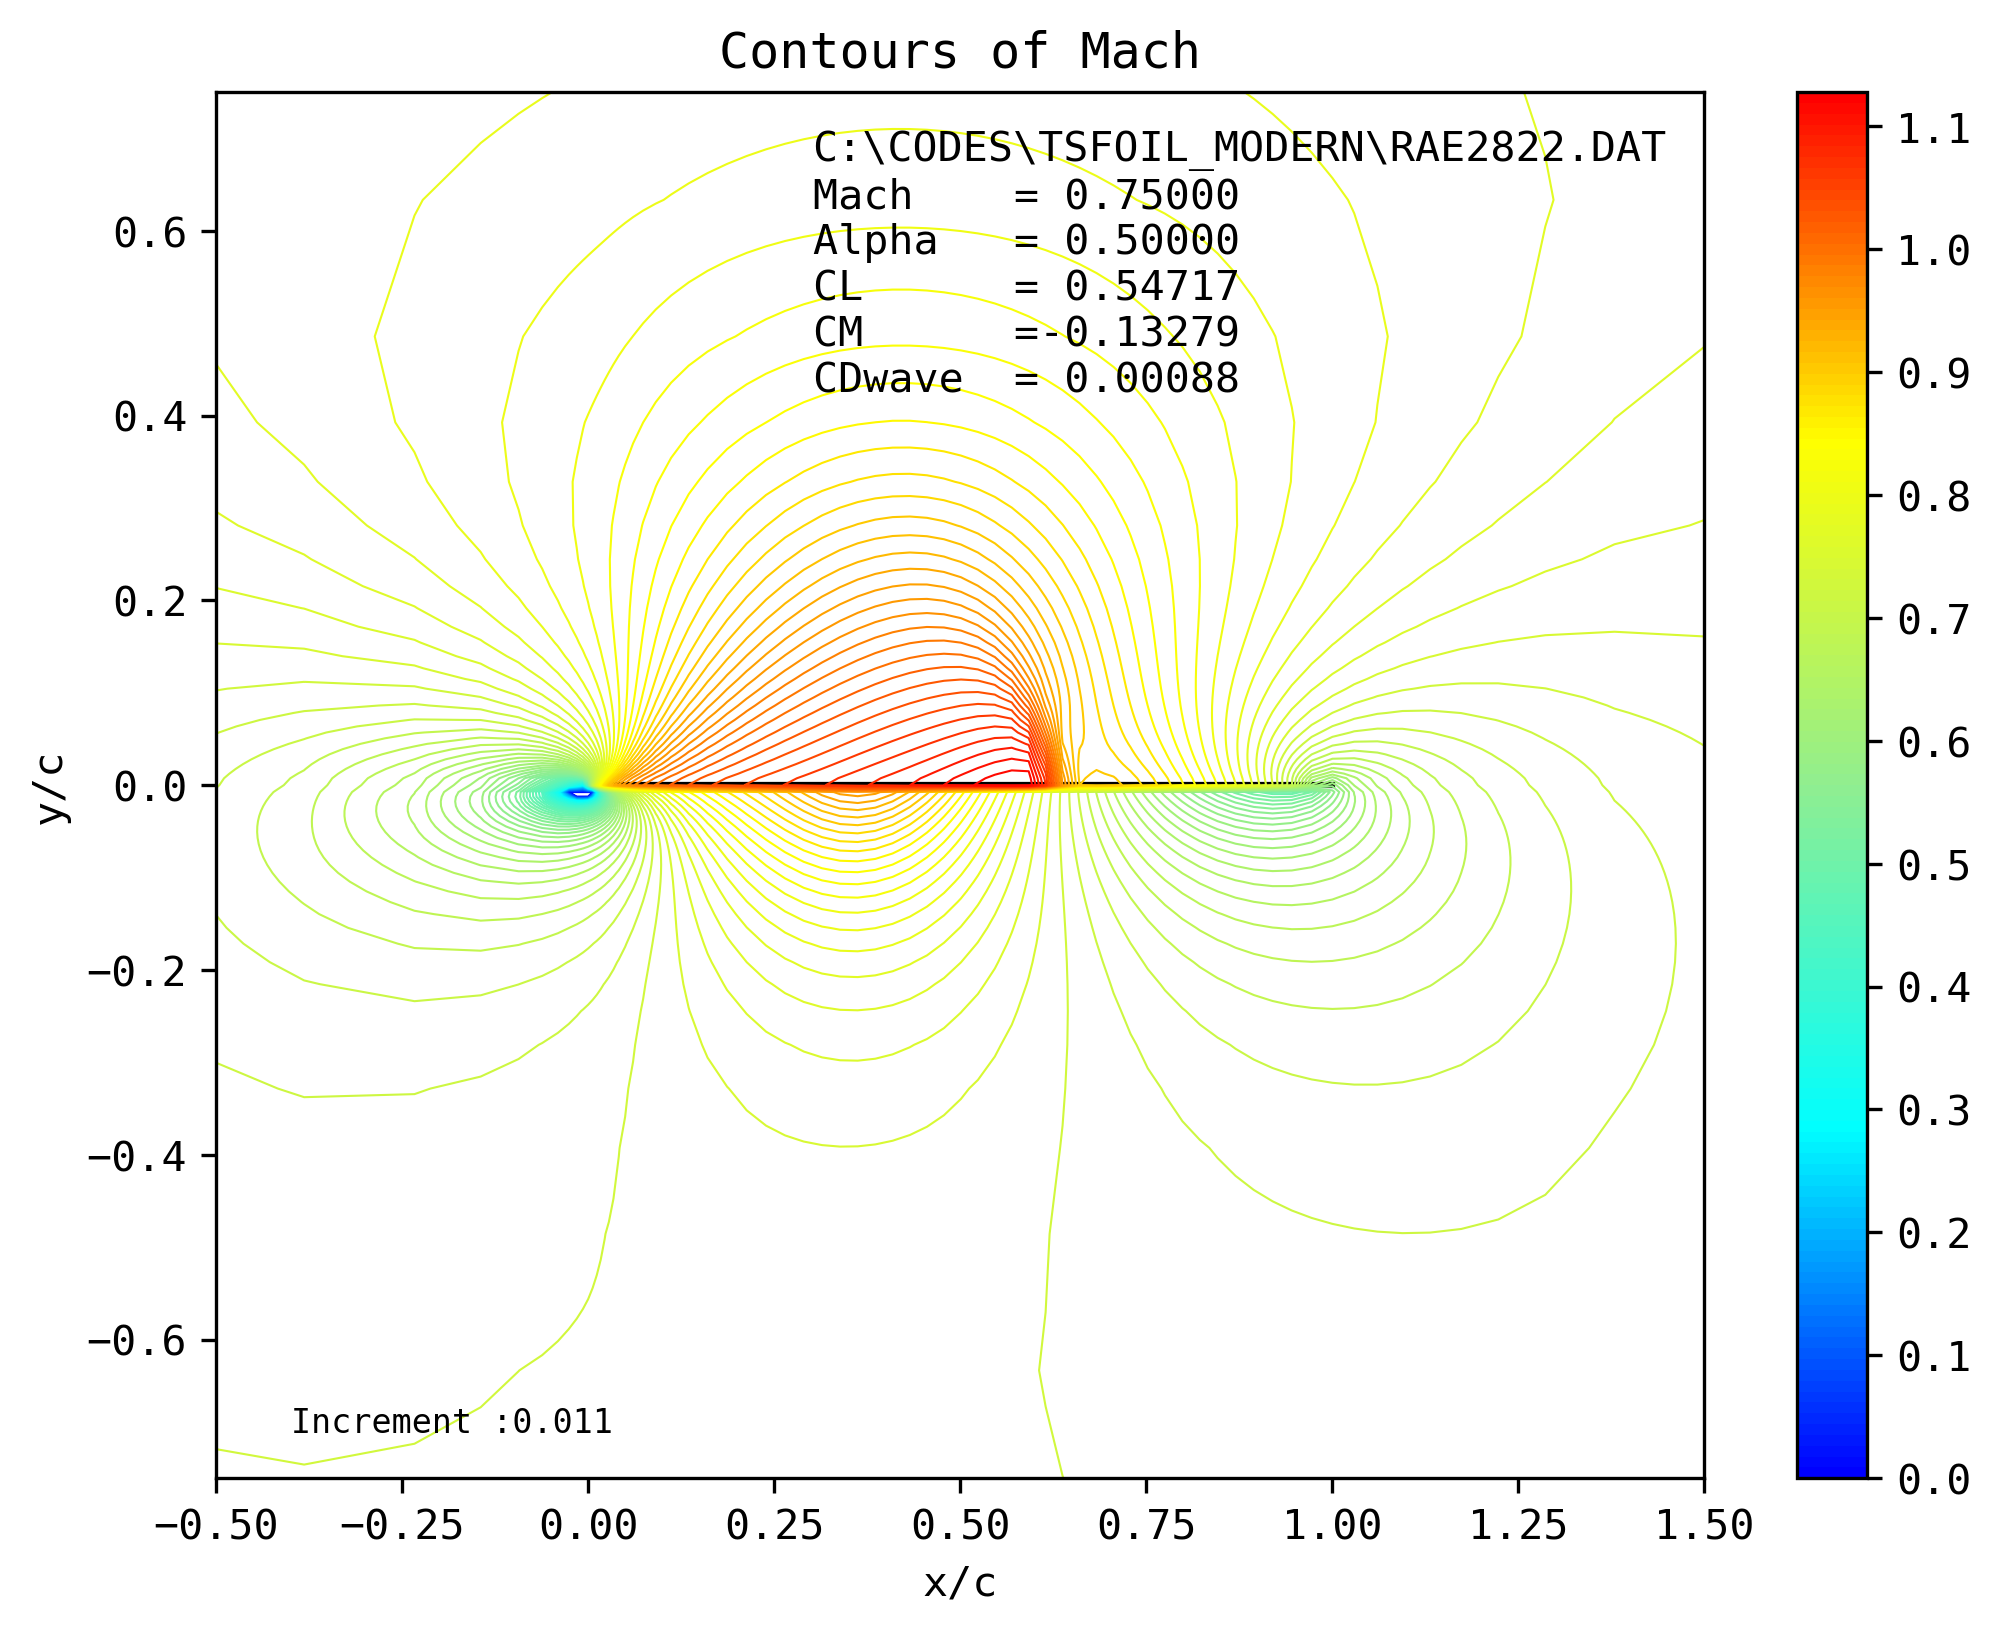 Contours of Mach
C:\CODES\TSFOIL_MODERN\RAE2822.DAT
Mach    = 0.75000
Alpha   = 0.50000
CL      = 0.54717
CM      =-0.13279
CDwave  = 0.00088
Increment :0.011
y/c
0.6
0.4
0.2
0.0
−0.2
−0.4
−0.6
−0.50 −0.25 0.00 0.25 0.50 0.75 1.00 1.25 1.50
x/c
1.1
1.0
0.9
0.8
0.7
0.6
0.5
0.4
0.3
0.2
0.1
0.0